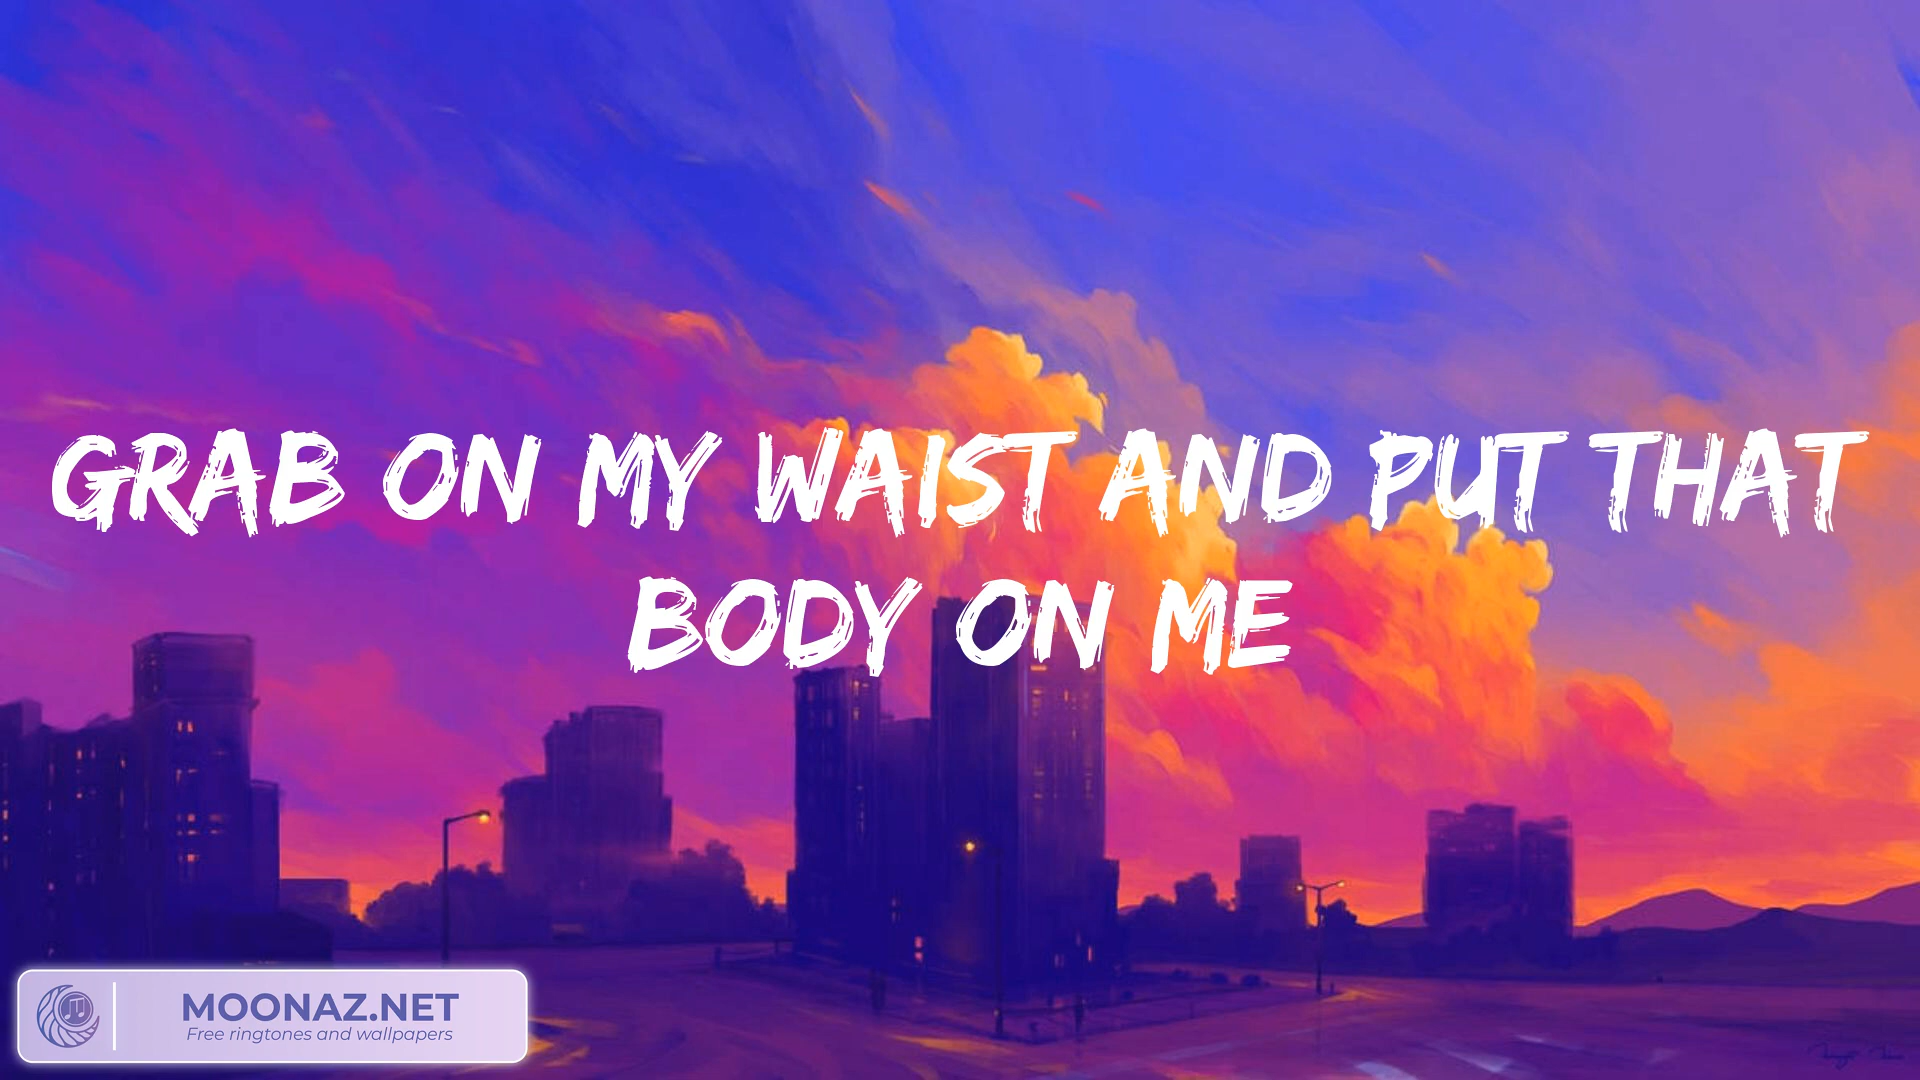 GRAB ON MY WAIST AND PUT THAT
BODY ON ME
MOONAZ.NET
Free ringtones and wallpapers